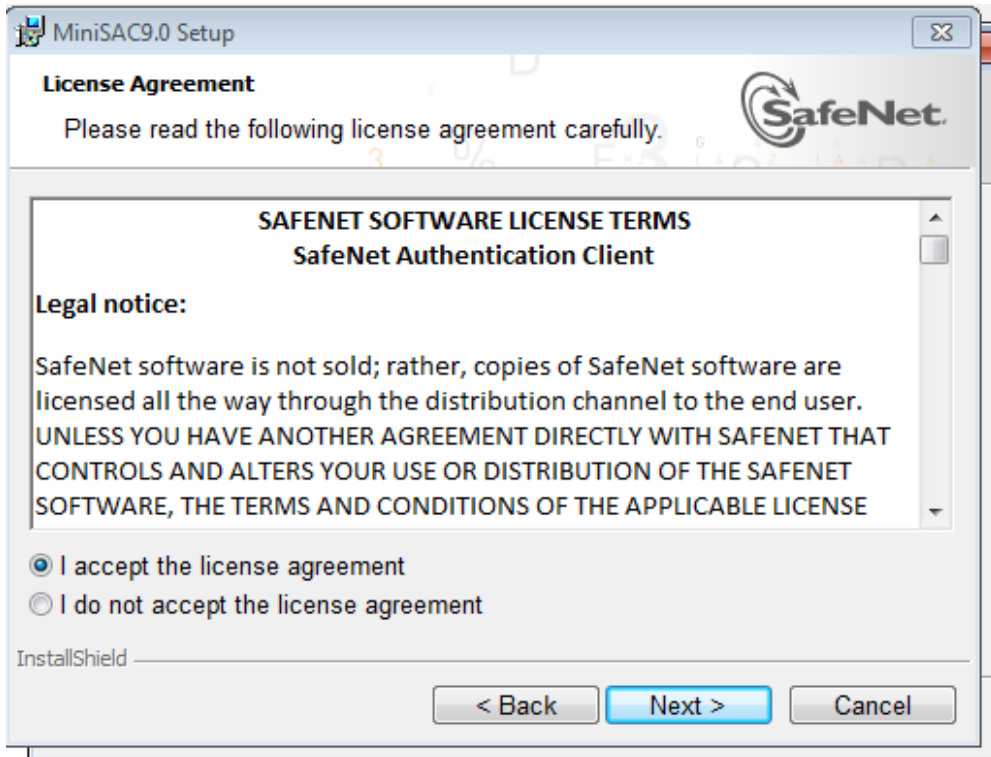 MiniSAC9.0 Setup
License Agreement
Please read the following license agreement carefully.
SafeNet.
SAFENET SOFTWARE LICENSE TERMS
SafeNet Authentication Client
Legal notice:
SafeNet software is not sold; rather, copies of SafeNet software are
licensed all the way through the distribution channel to the end user.
UNLESS YOU HAVE ANOTHER AGREEMENT DIRECTLY WITH SAFENET THAT
CONTROLS AND ALTERS YOUR USE OR DISTRIBUTION OF THE SAFENET
SOFTWARE, THE TERMS AND CONDITIONS OF THE APPLICABLE LICENSE
I accept the license agreement
I do not accept the license agreement
InstallShield
< Back
Next >
Cancel